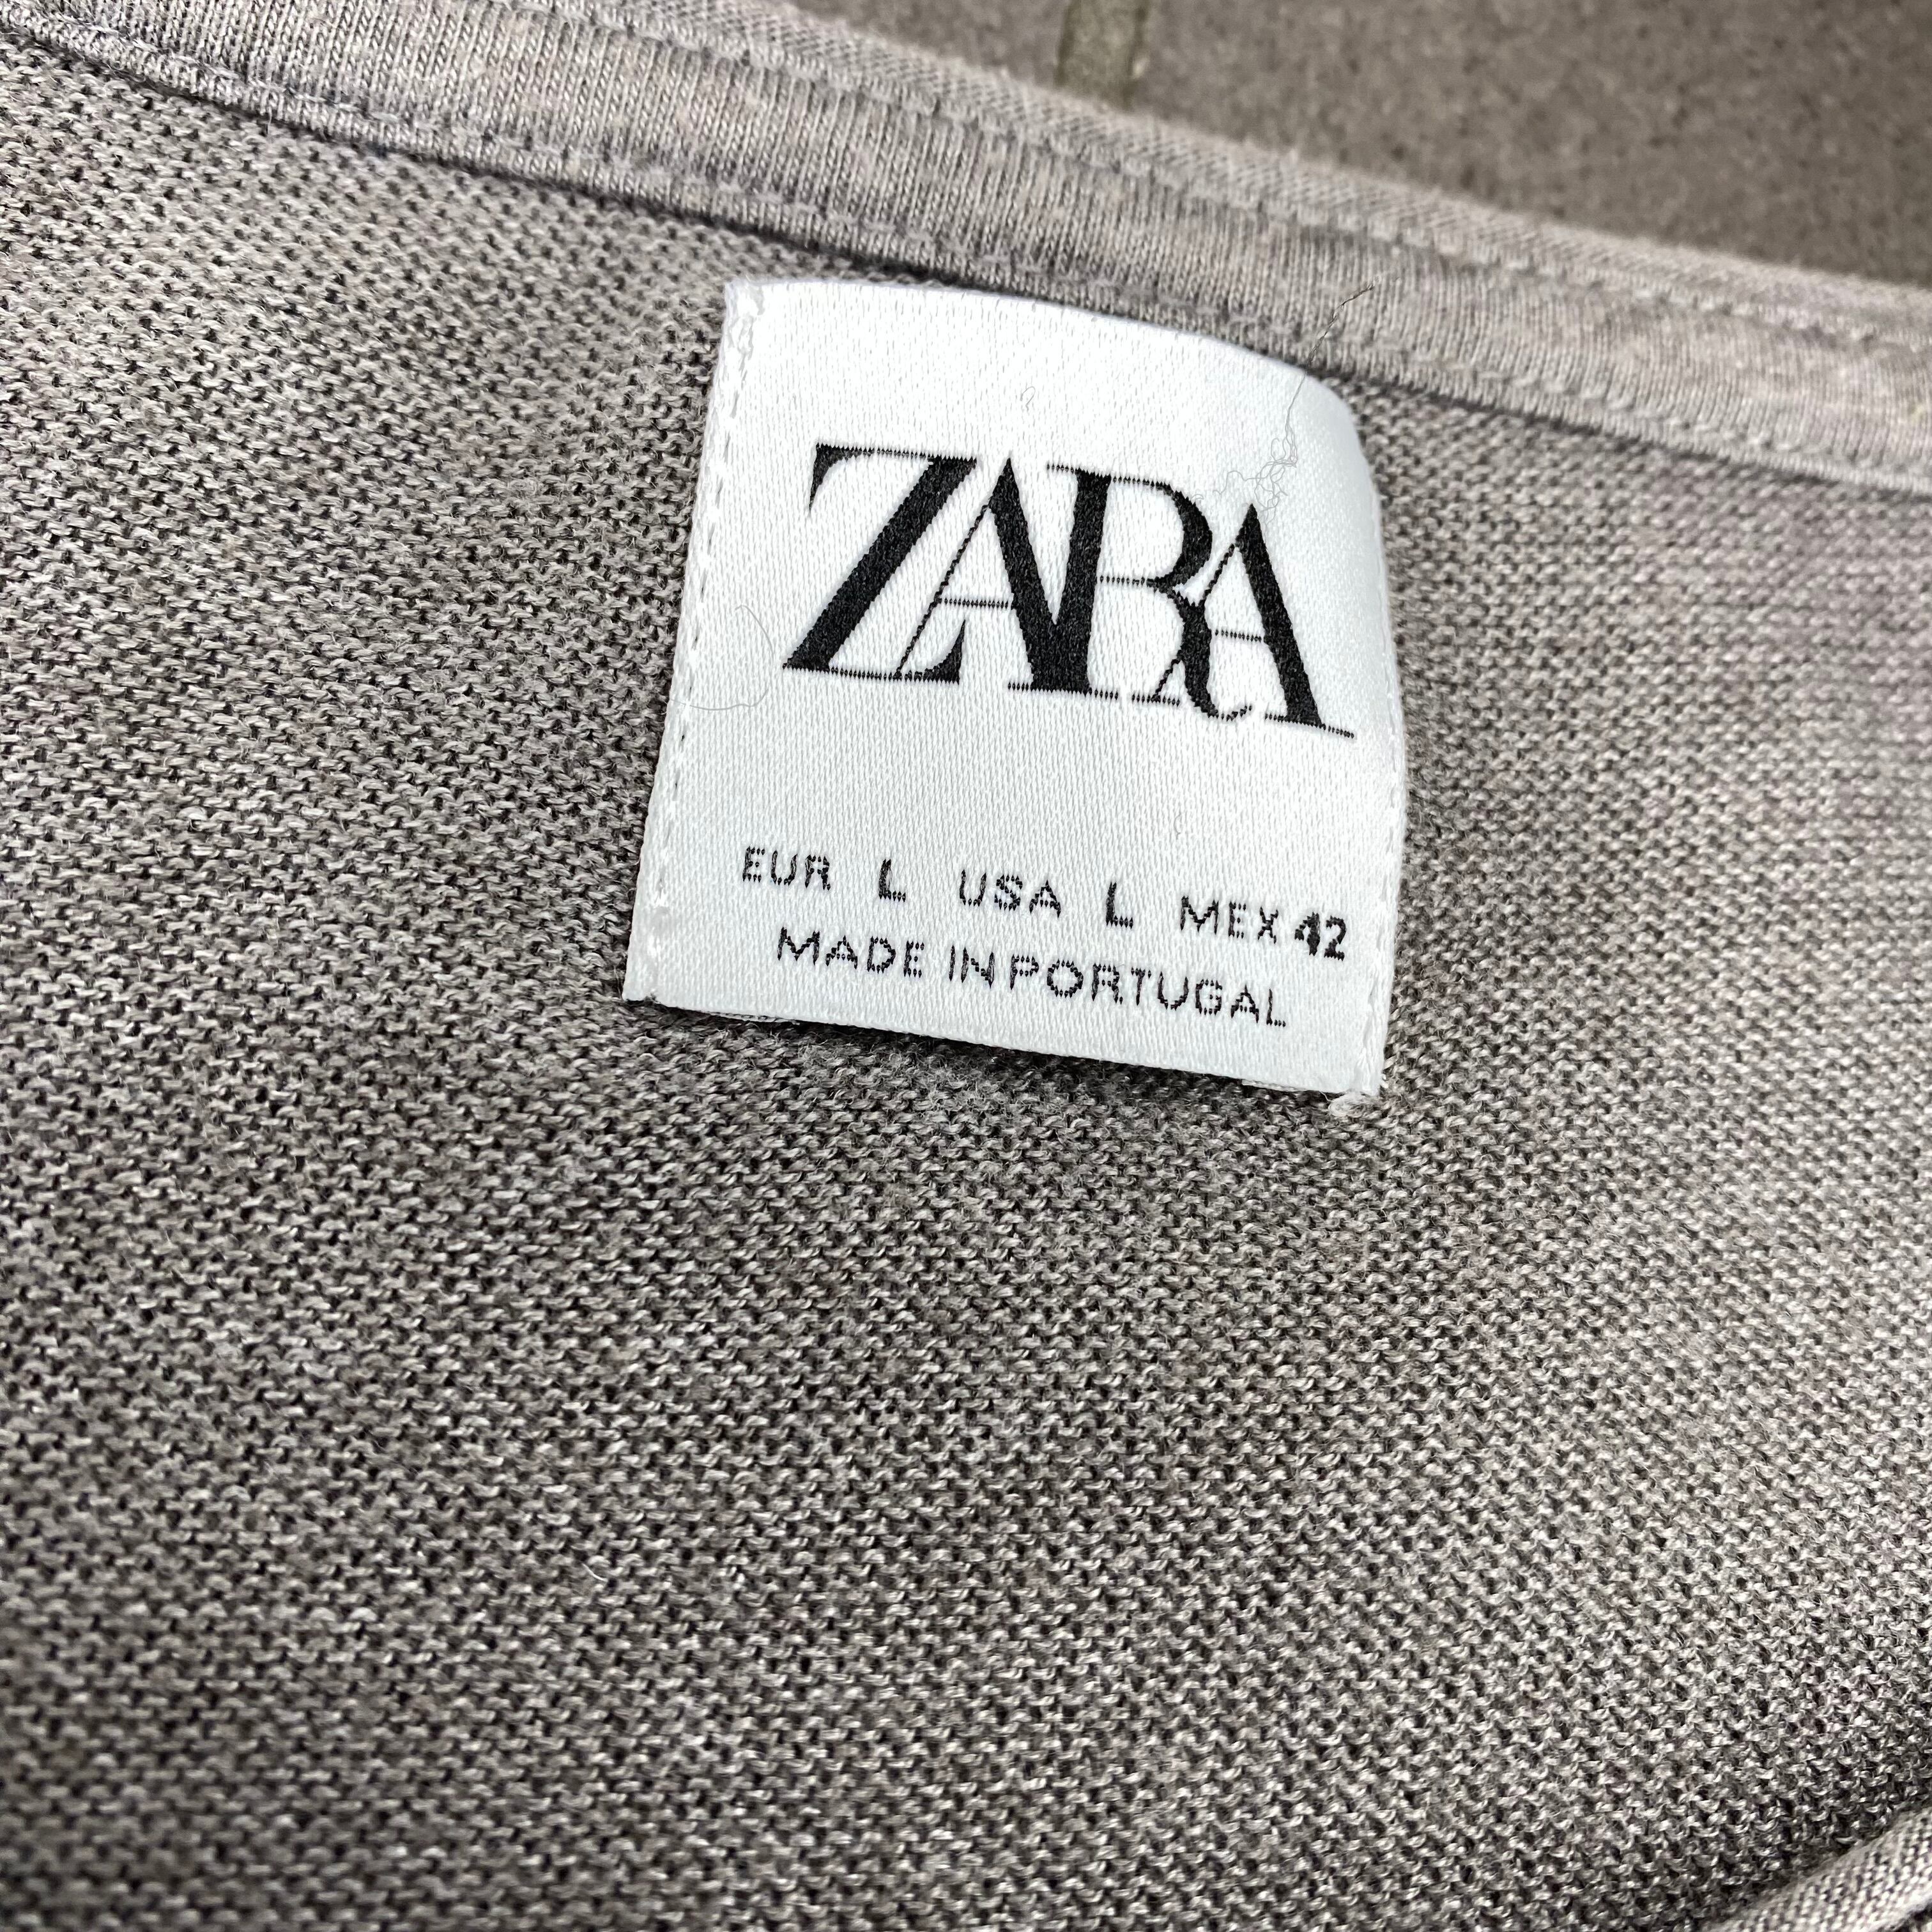 ZARA
EUR L USA L MEX 42
MADE IN PORTUGAL